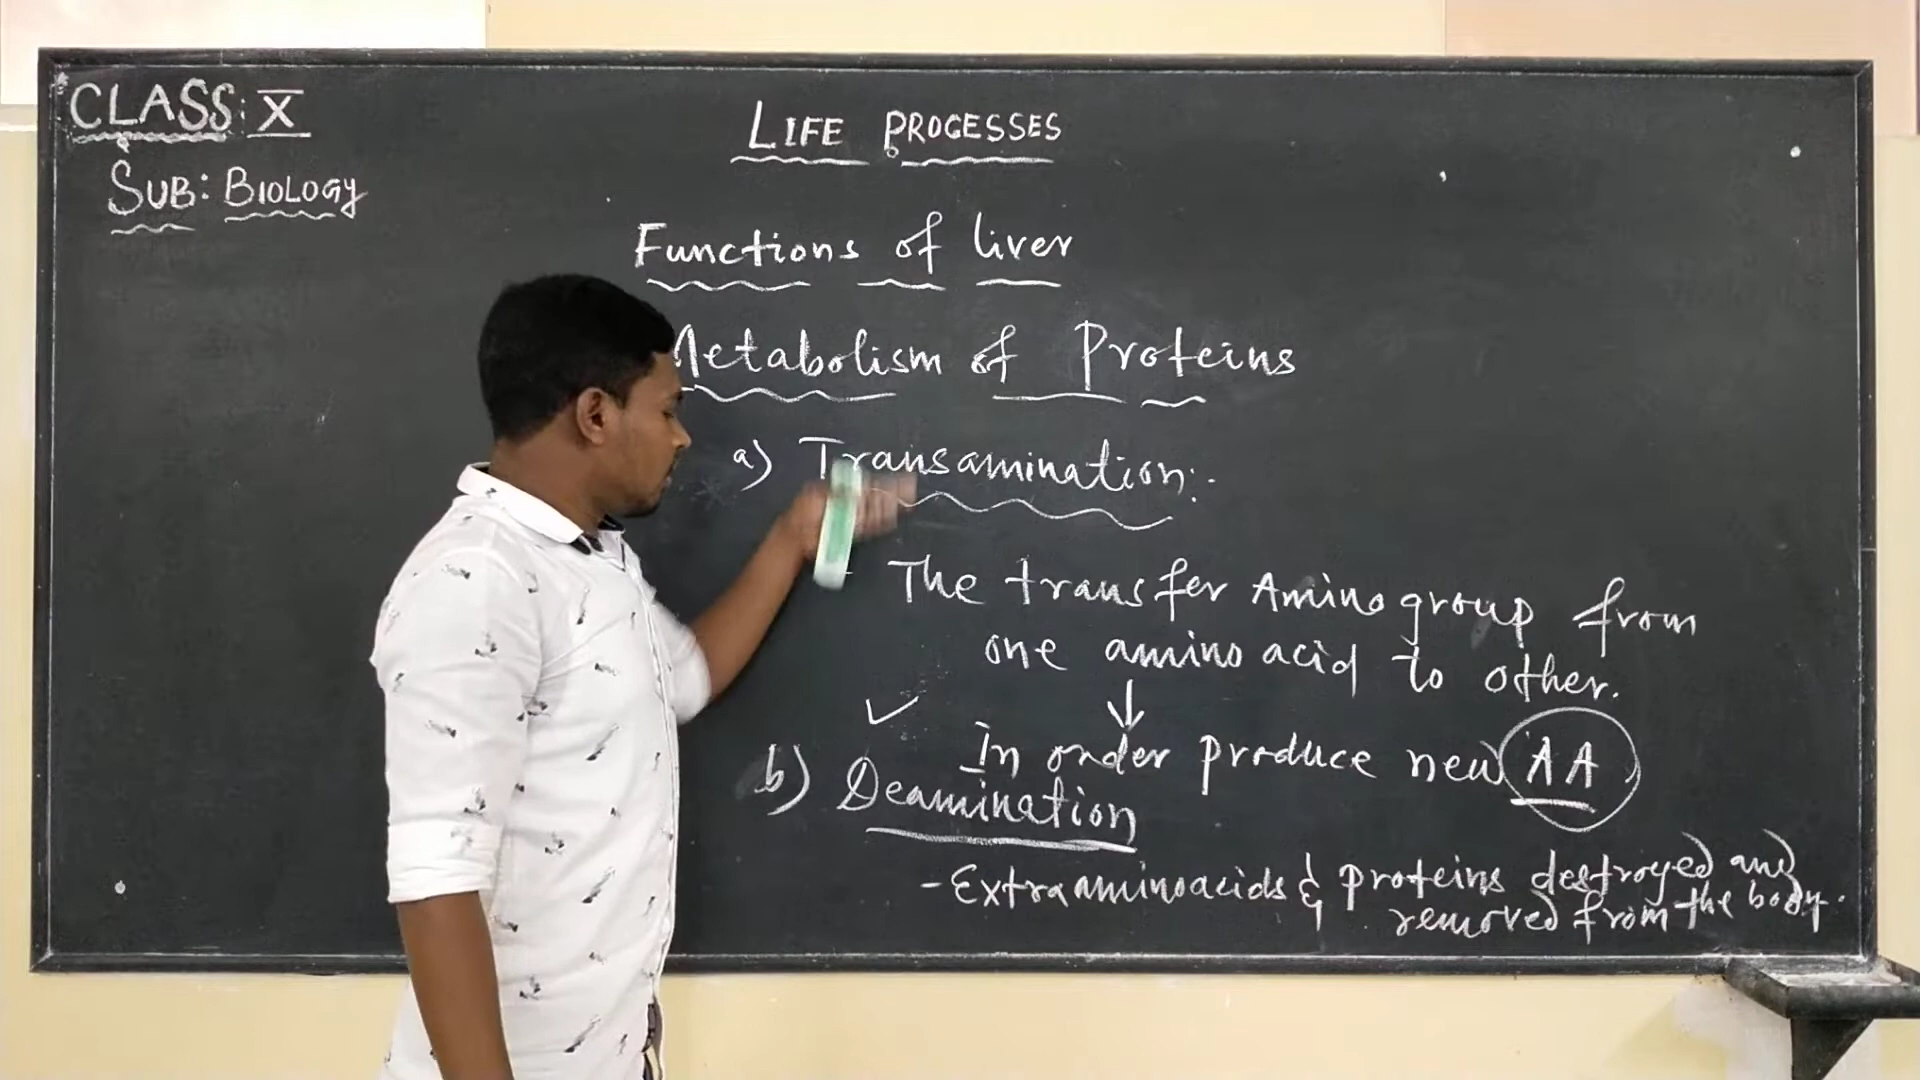 CLASS: X
SUB: BIOLOGY
LIFE PROCESSES
Functions of liver
Metabolism of Proteins
a) Transamination:-
The transfer Amino group from
one amino acid to other.
↓
✓ In order produce new AA
b) Deamination
- Extra aminoacids & proteins destroyed and
removed from the body.